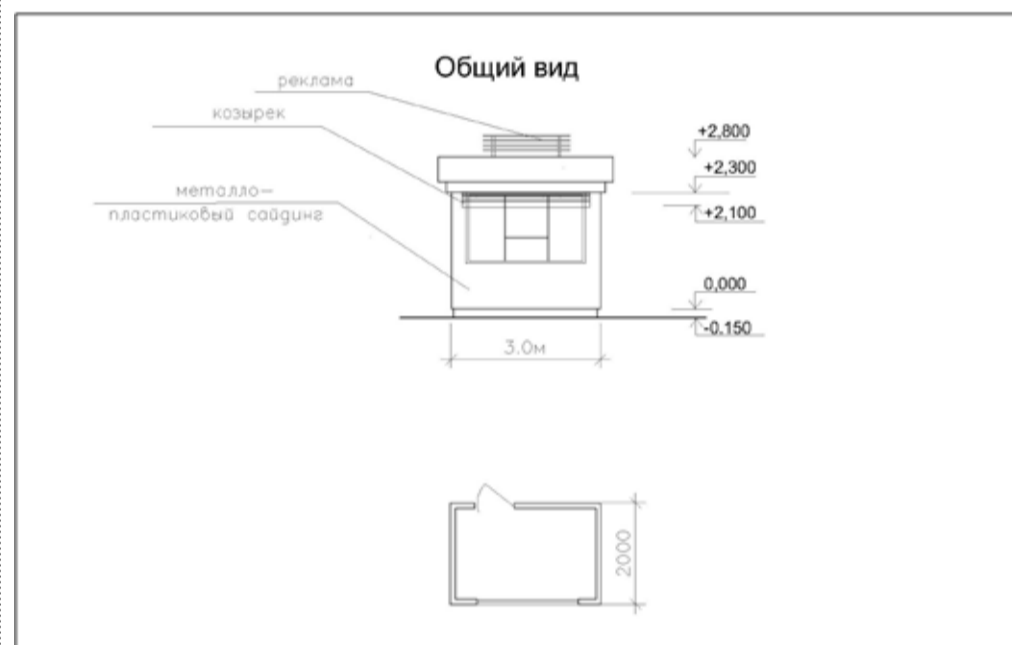 Общий вид
реклама
козырек
металло-
пластиковый сайдинг
+2,800
+2,300
+2,100
0,000
-0.150
3.0м
2000